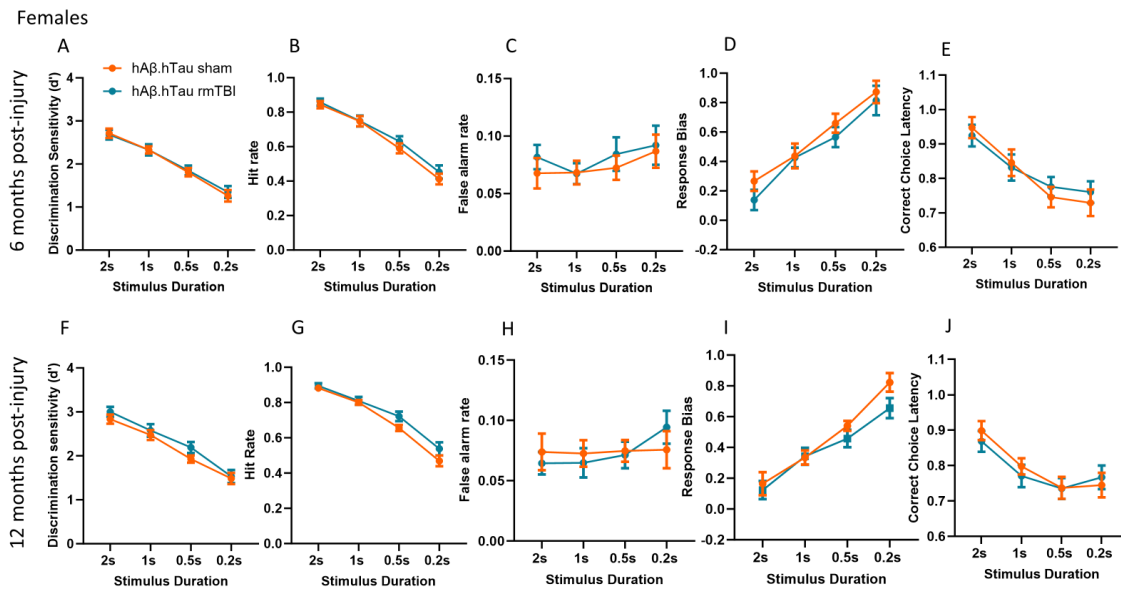 Females
6 months post-injury
A
Discrimination Sensitivity (d')
4
3
2
1
0
hAβ.hTau sham
hAβ.hTau rmTBI
2s 1s 0.5s 0.2s
Stimulus Duration
B
Hit rate
1.0
0.8
0.6
0.4
0.2
0.0
2s 1s 0.5s 0.2s
Stimulus Duration
C
False alarm rate
0.15
0.10
0.05
0.00
2s 1s 0.5s 0.2s
Stimulus Duration
D
Response Bias
1.0
0.8
0.6
0.4
0.2
0.0
-0.2
2s 1s 0.5s 0.2s
Stimulus Duration
E
Correct Choice Latency
1.1
1.0
0.9
0.8
0.7
0.6
2s 1s 0.5s 0.2s
Stimulus Duration
12 months post-injury
F
Discrimination sensitivity (d')
4
3
2
1
0
2s 1s 0.5s 0.2s
Stimulus Duration
G
Hit Rate
1.0
0.8
0.6
0.4
0.2
0.0
2s 1s 0.5s 0.2s
Stimulus Duration
H
False alarm rate
0.15
0.10
0.05
0.00
2s 1s 0.5s 0.2s
Stimulus Duration
I
Response Bias
1.0
0.8
0.6
0.4
0.2
0.0
-0.2
2s 1s 0.5s 0.2s
Stimulus Duration
J
Correct Choice Latency
1.1
1.0
0.9
0.8
0.7
0.6
2s 1s 0.5s 0.2s
Stimulus Duration